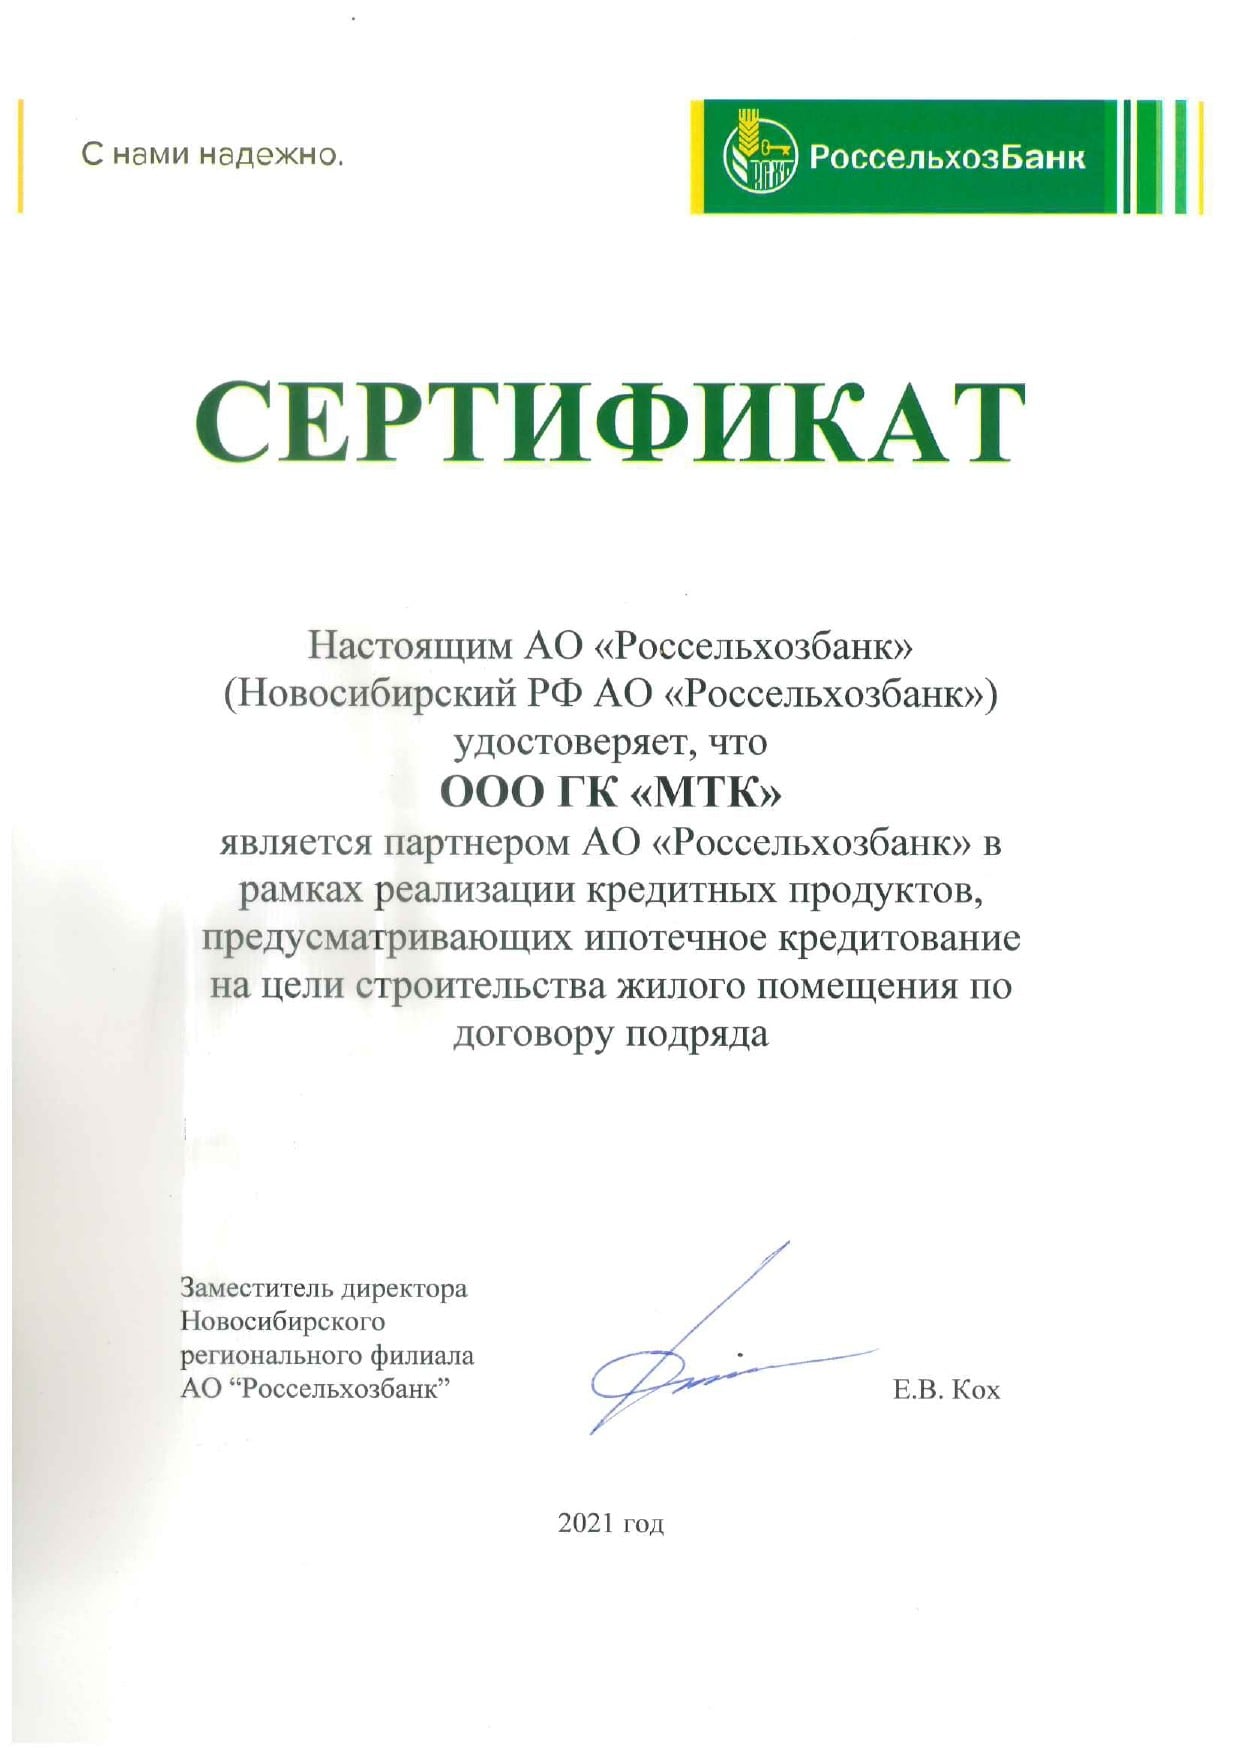 С нами надежно.
РСХБ
РоссельхозБанк
СЕРТИФИКАТ
Настоящим АО «Россельхозбанк»
(Новосибирский РФ АО «Россельхозбанк»)
удостоверяет, что
ООО ГК «МТК»
является партнером АО «Россельхозбанк» в
рамках реализации кредитных продуктов,
предусматривающих ипотечное кредитование
на цели строительства жилого помещения по
договору подряда
Заместитель директора
Новосибирского
регионального филиала
АО “Россельхозбанк”
Е.В. Кох
2021 год